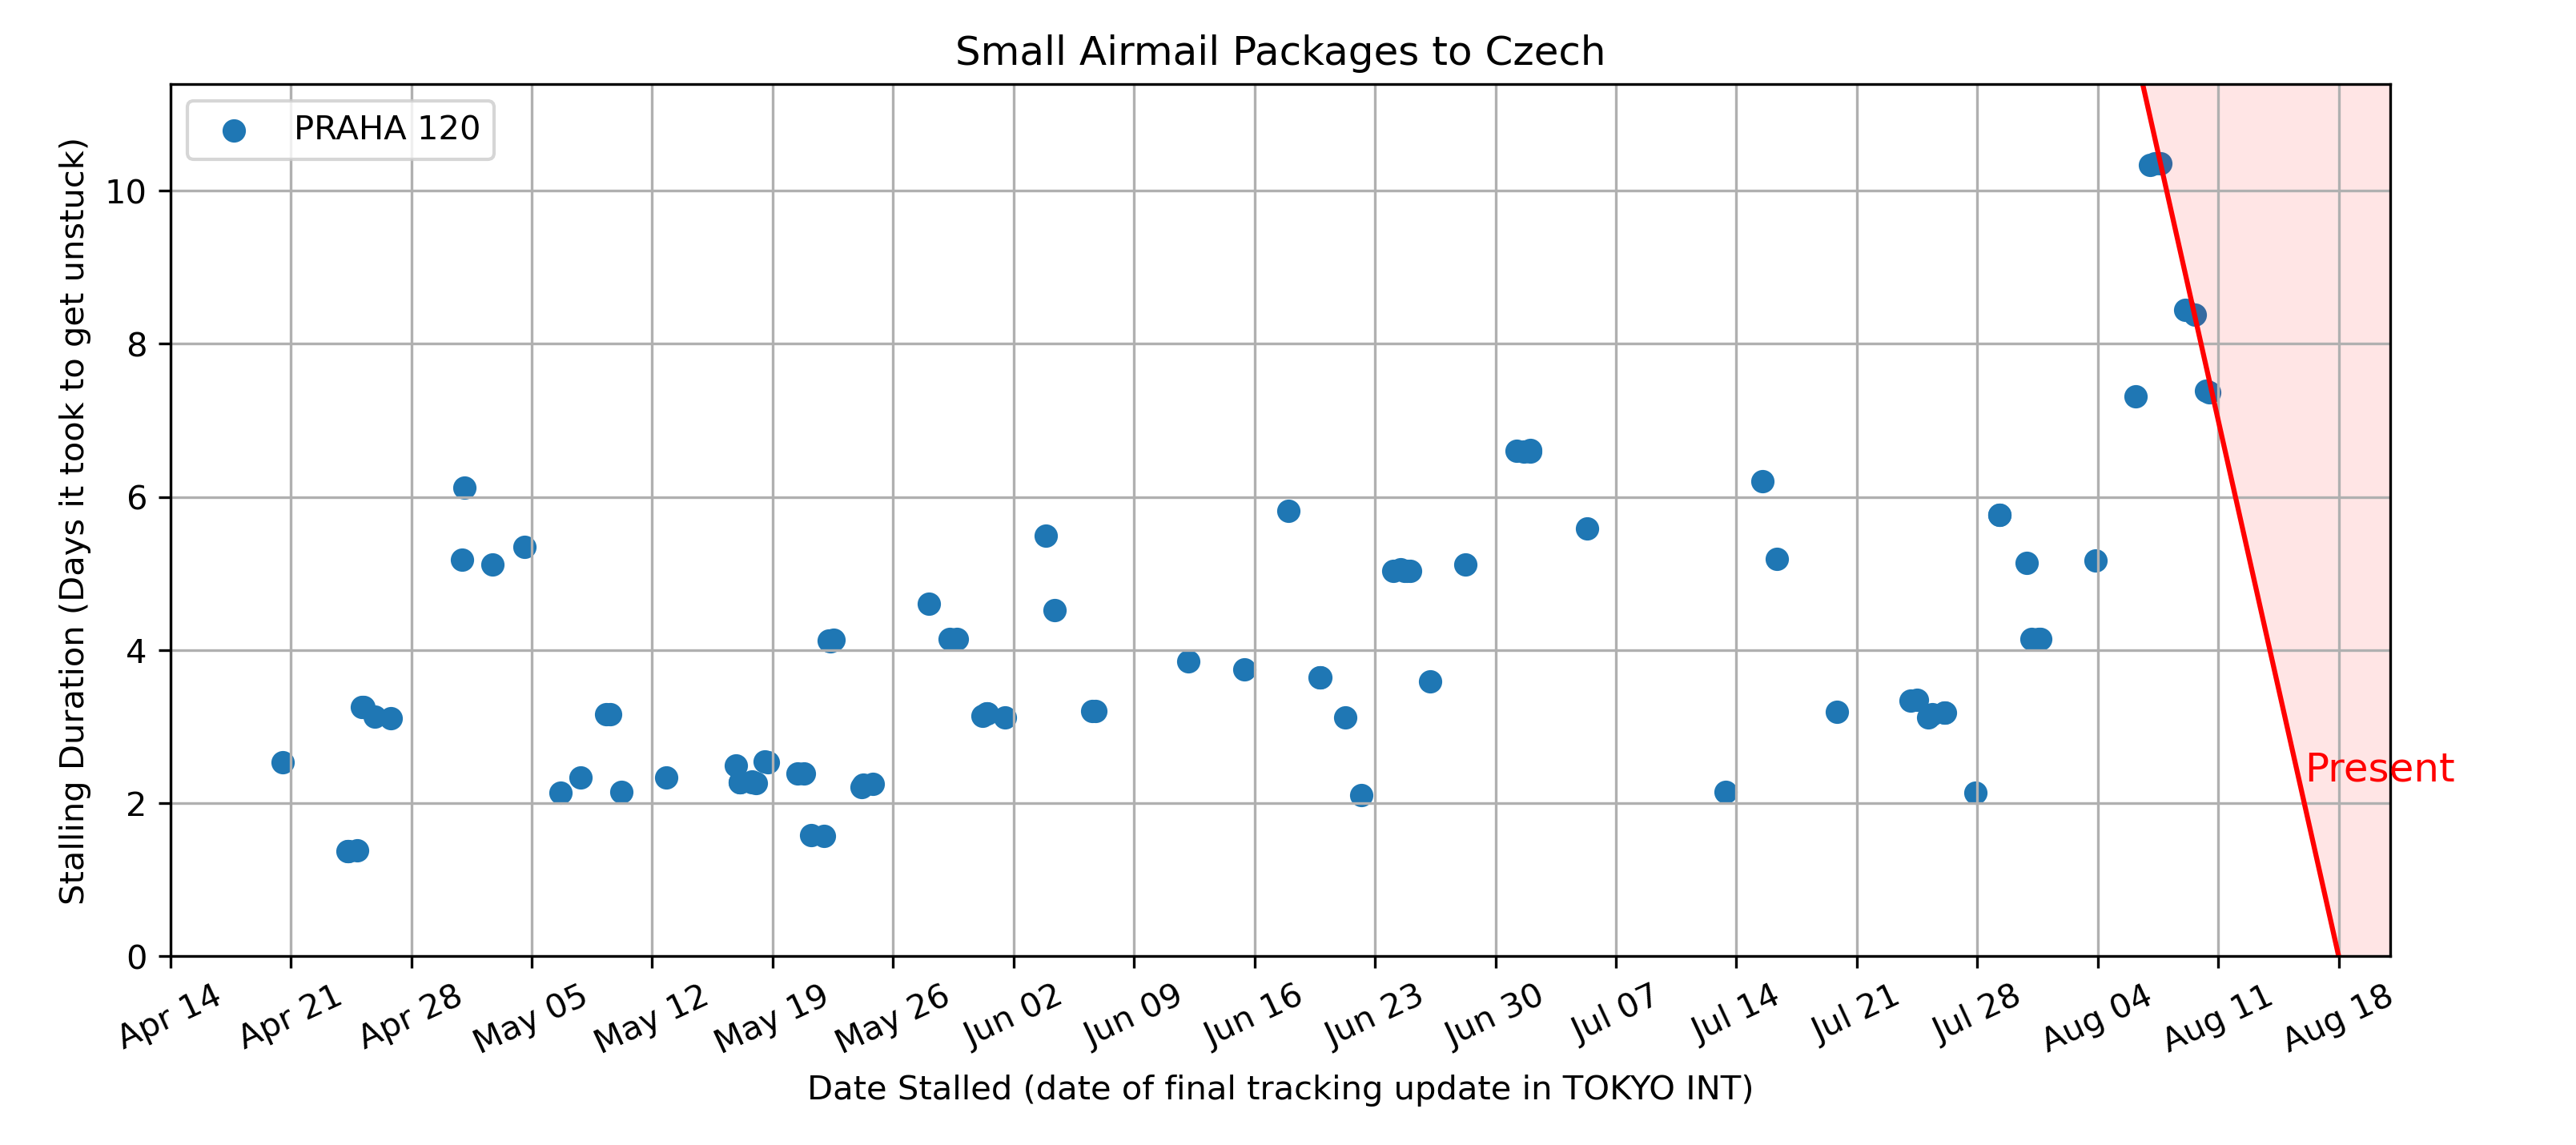 Small Airmail Packages to Czech
PRAHA 120
Stalling Duration (Days it took to get unstuck)
10
8
6
4
2
0
Present
Apr 14
Apr 21
Apr 28
May 05
May 12
May 19
May 26
Jun 02
Jun 09
Jun 16
Jun 23
Jun 30
Jul 07
Jul 14
Jul 21
Jul 28
Aug 04
Aug 11
Aug 18
Date Stalled (date of final tracking update in TOKYO INT)